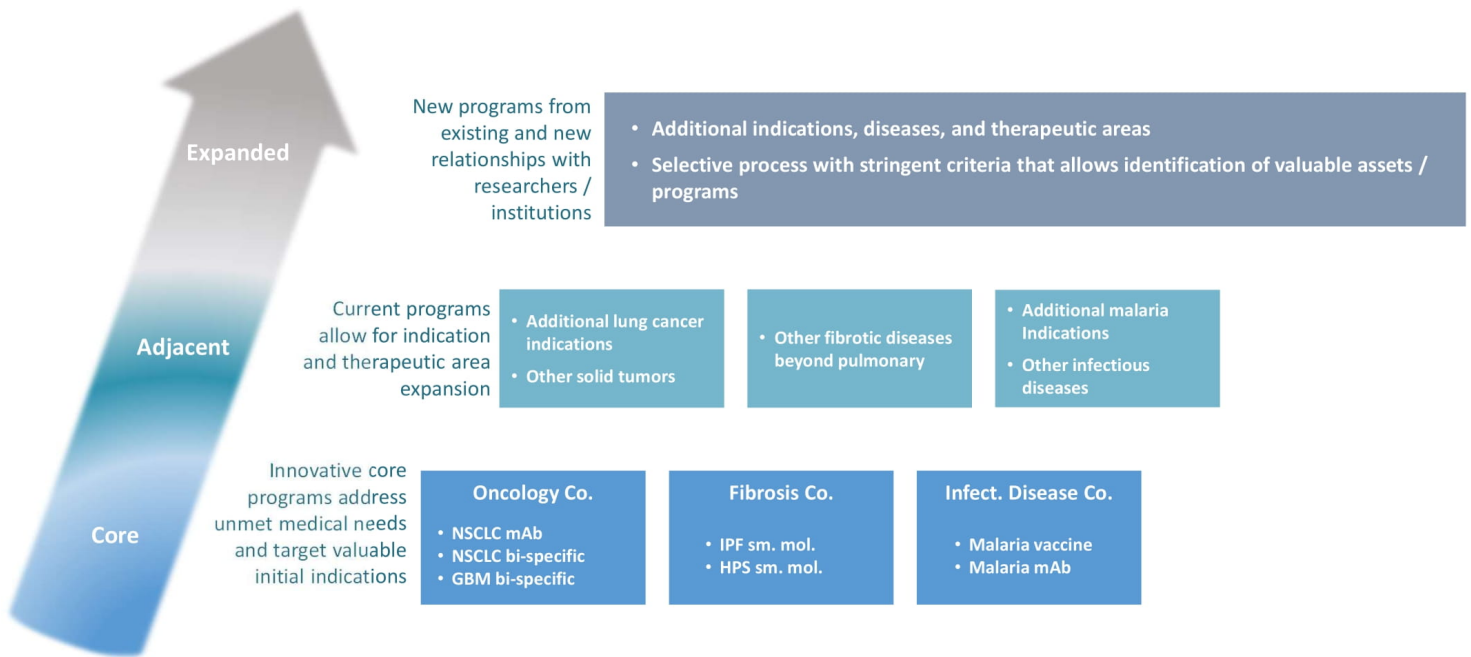 Expanded
New programs from
existing and new
relationships with
researchers /
institutions
• Additional indications, diseases, and therapeutic areas
• Selective process with stringent criteria that allows identification of valuable assets /
programs
Adjacent
Current programs
allow for indication
and therapeutic area
expansion
• Additional lung cancer
indications
• Other solid tumors
• Other fibrotic diseases
beyond pulmonary
• Additional malaria
Indications
• Other infectious
diseases
Core
Innovative core
programs address
unmet medical needs
and target valuable
initial indications
Oncology Co.
• NSCLC mAb
• NSCLC bi-specific
• GBM bi-specific
Fibrosis Co.
• IPF sm. mol.
• HPS sm. mol.
Infect. Disease Co.
• Malaria vaccine
• Malaria mAb